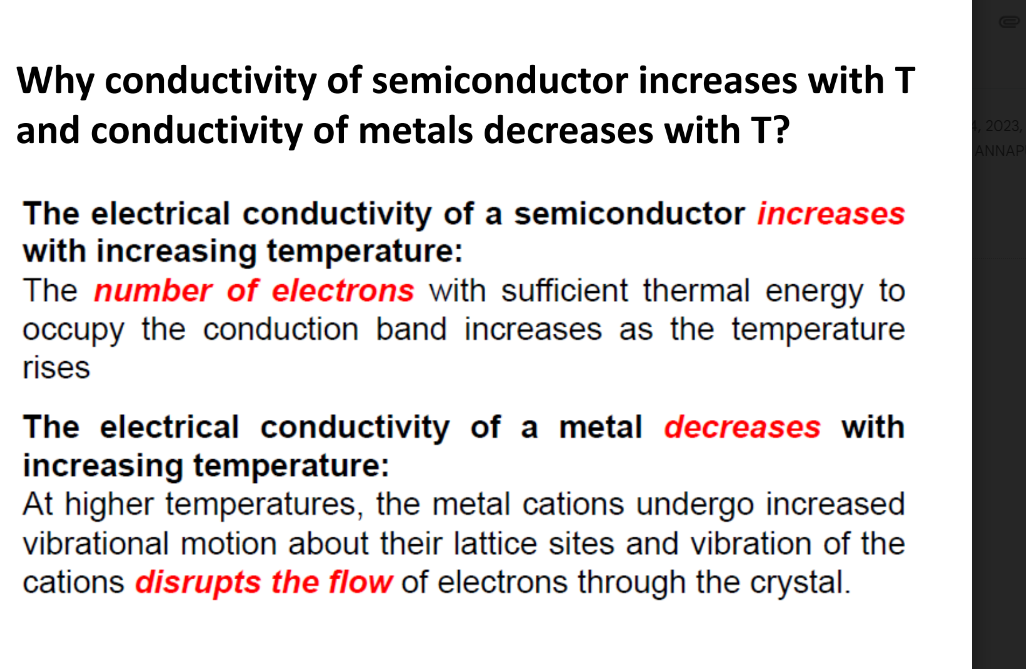 Why conductivity of semiconductor increases with T
and conductivity of metals decreases with T?
The electrical conductivity of a semiconductor increases
with increasing temperature:
The number of electrons with sufficient thermal energy to
occupy the conduction band increases as the temperature
rises
The electrical conductivity of a metal decreases with
increasing temperature:
At higher temperatures, the metal cations undergo increased
vibrational motion about their lattice sites and vibration of the
cations disrupts the flow of electrons through the crystal.
, 2023,
ANNAP